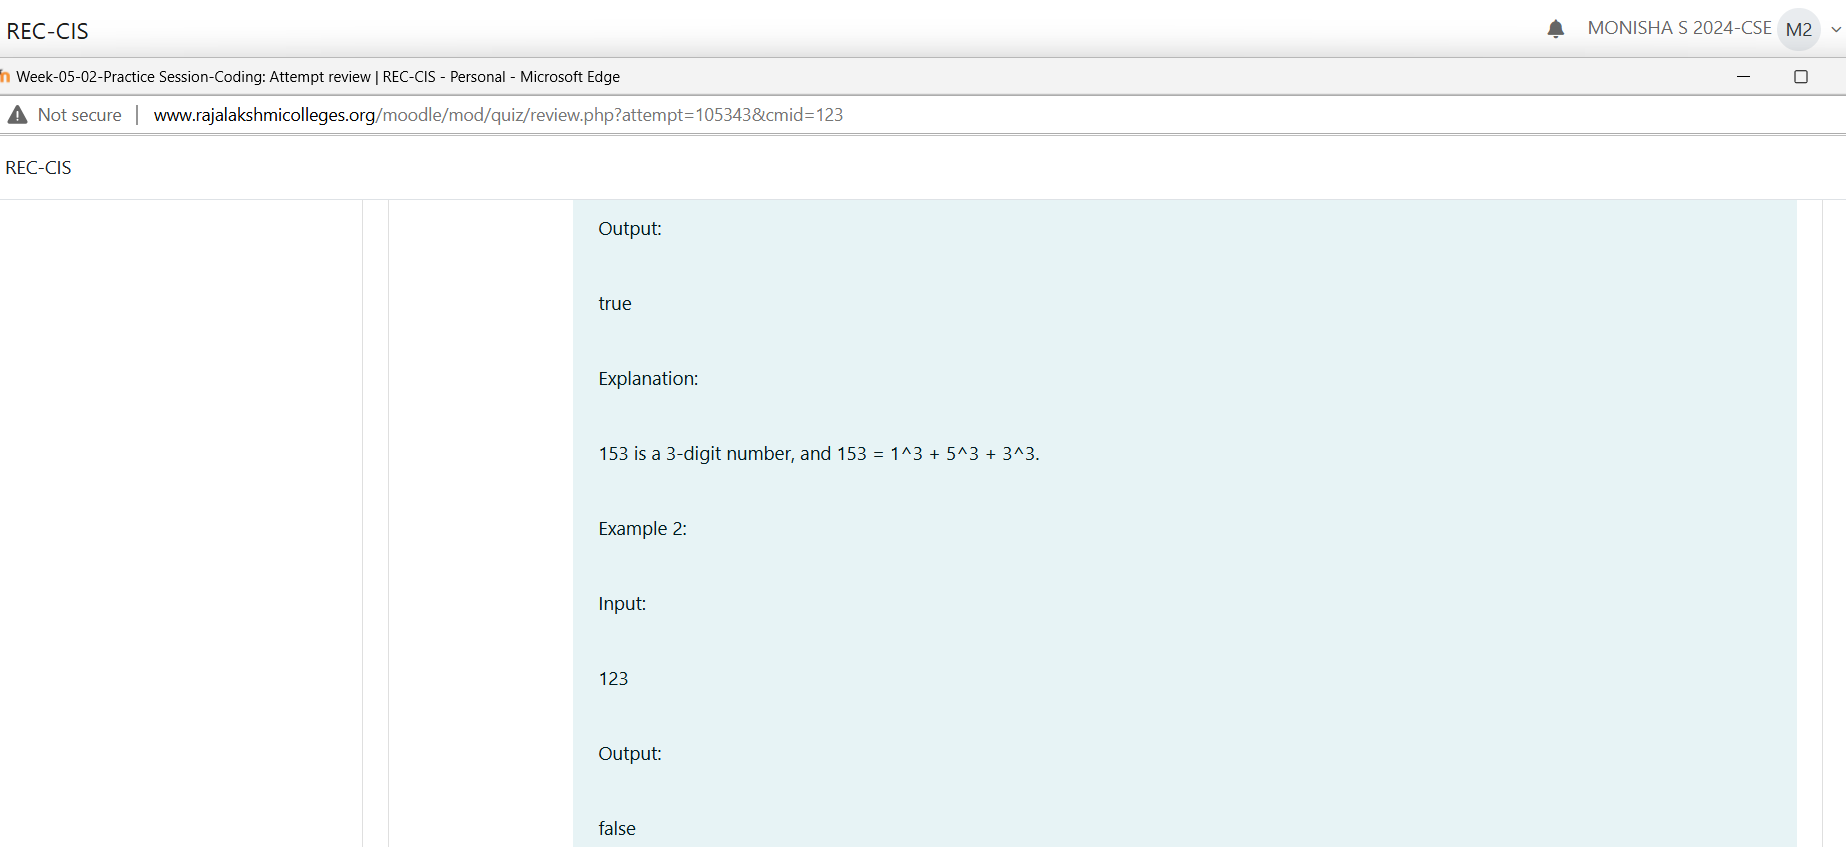 REC-CIS
MONISHA S 2024-CSE M2
Week-05-02-Practice Session-Coding: Attempt review | REC-CIS - Personal - Microsoft Edge
Not secure | www.rajalakshmicolleges.org/moodle/mod/quiz/review.php?attempt=105343&cmid=123
REC-CIS
Output:
true
Explanation:
153 is a 3-digit number, and 153 = 1^3 + 5^3 + 3^3.
Example 2:
Input:
123
Output:
false